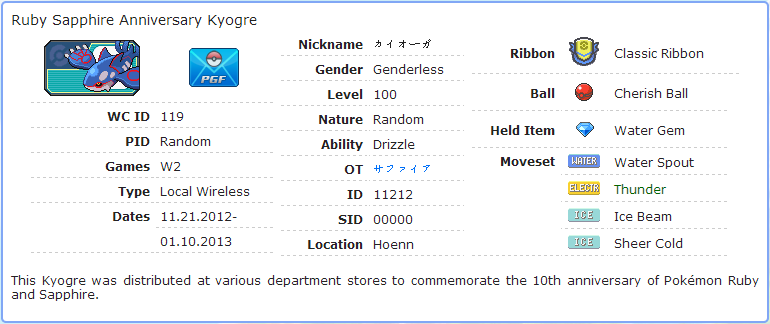 Ruby Sapphire Anniversary Kyogre
PGF
WC ID 119
PID Random
Games W2
Type Local Wireless
Dates 11.21.2012-
01.10.2013
Nickname カイオーガ
Gender Genderless
Level 100
Nature Random
Ability Drizzle
OT サファイア
ID 11212
SID 00000
Location Hoenn
Ribbon Classic Ribbon
Ball Cherish Ball
Held Item Water Gem
Moveset WATER Water Spout
ELECTR Thunder
ICE Ice Beam
ICE Sheer Cold
This Kyogre was distributed at various department stores to commemorate the 10th anniversary of Pokémon Ruby
and Sapphire.